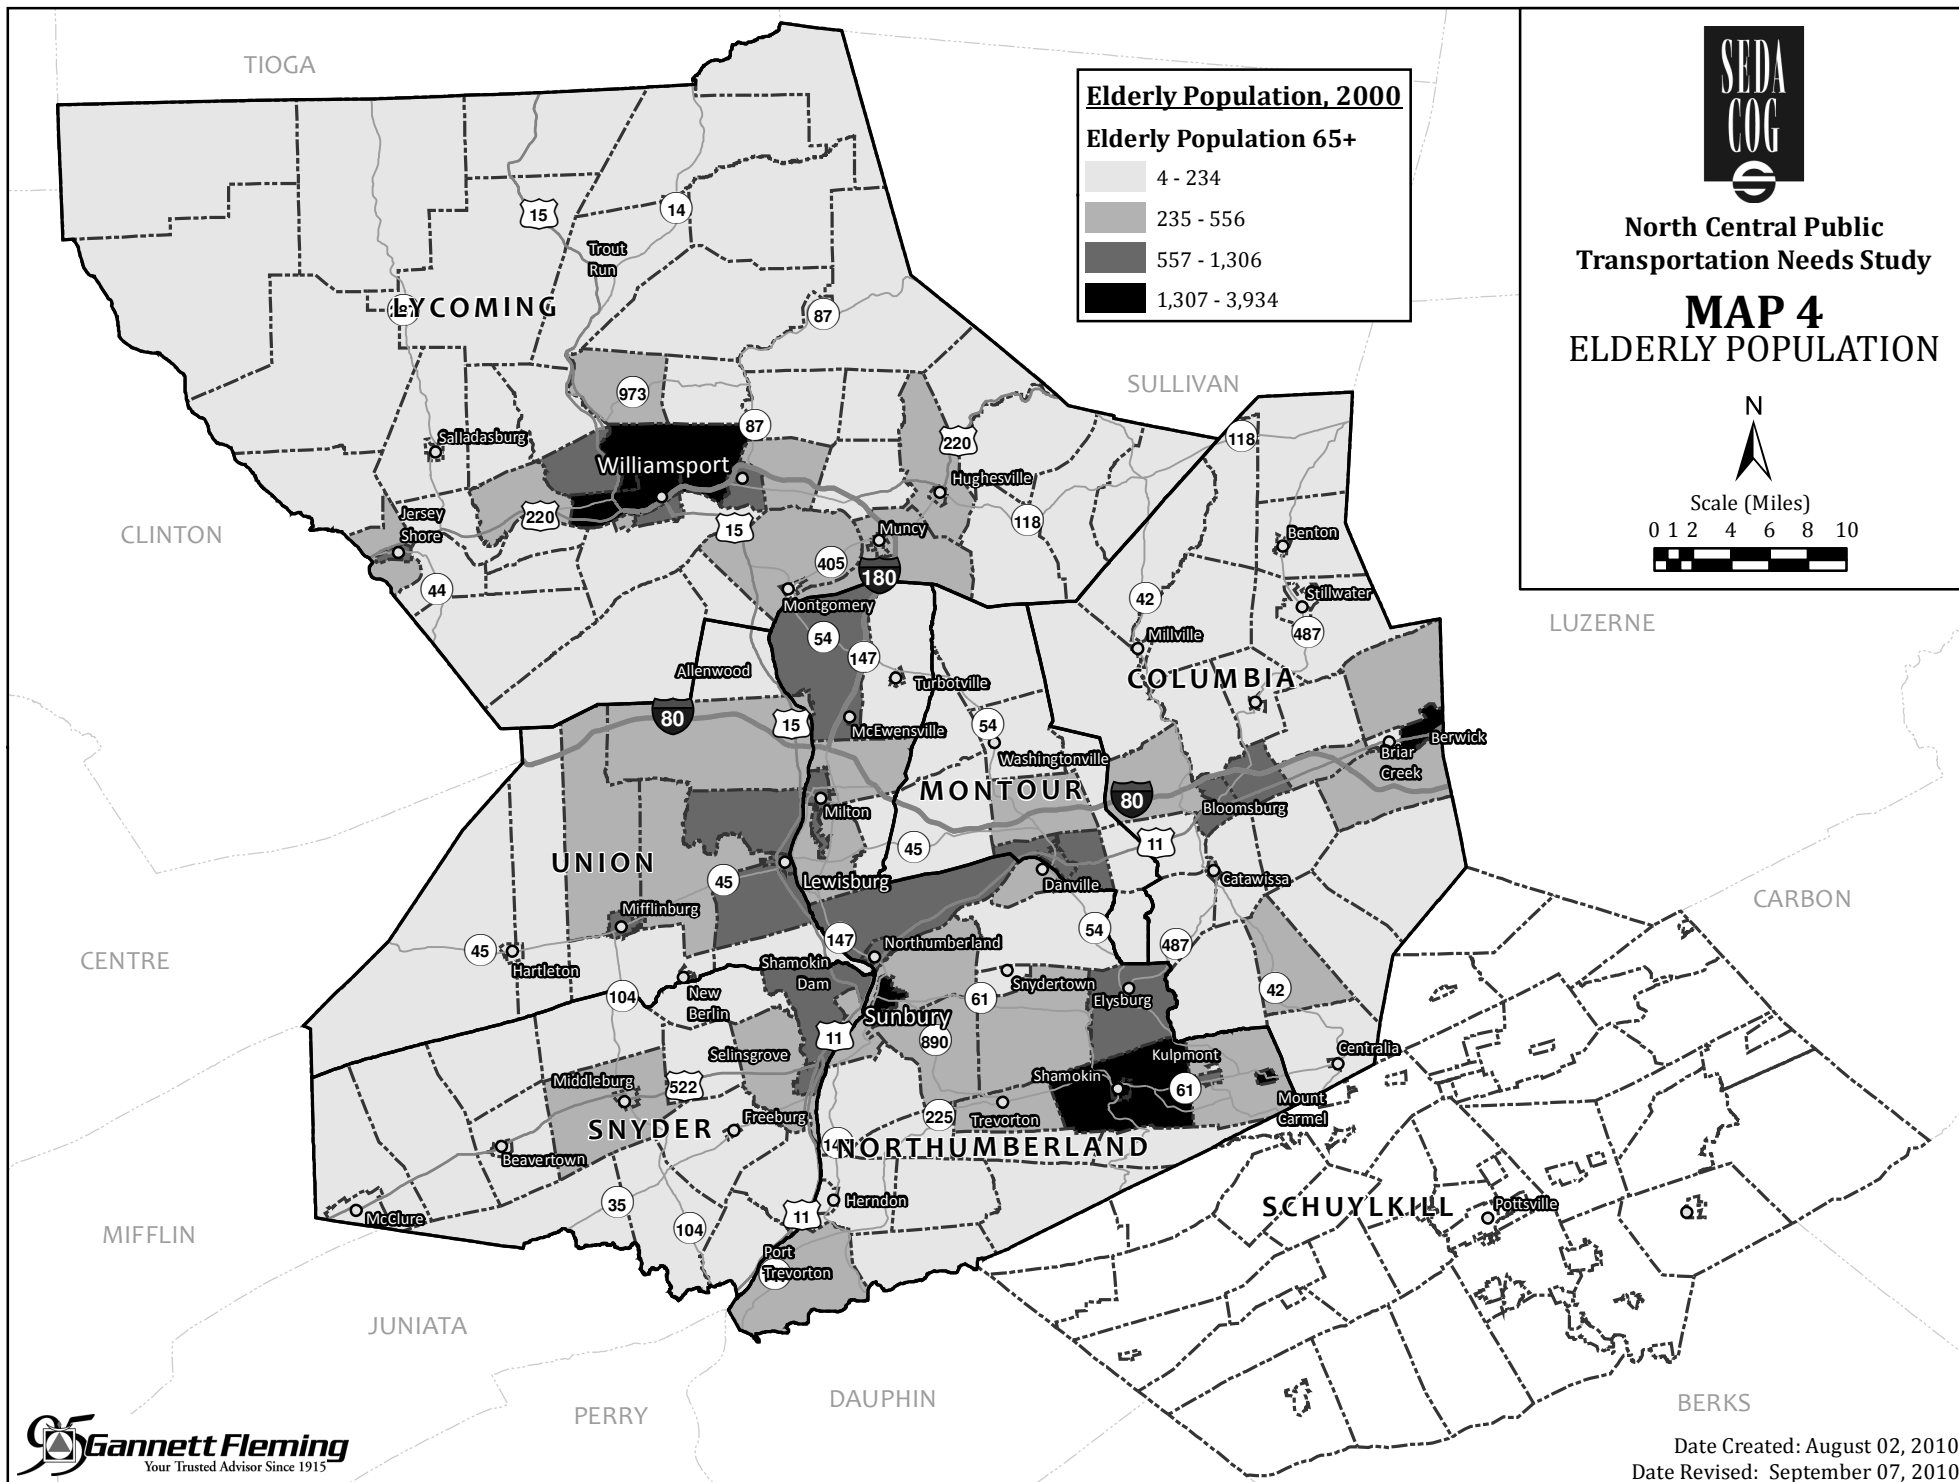 TIOGA
Elderly Population, 2000
Elderly Population 65+
4 - 234
235 - 556
557 - 1,306
1,307 - 3,934
SEDA
COG
North Central Public
Transportation Needs Study
MAP 4
ELDERLY POPULATION
N
Scale (Miles)
0 1 2 4 6 8 10
15
14
Trout
Run
LYCOMING
87
SULLIVAN
973
87
220
118
Salladasburg
Williamsport
Hughesville
Jersey
Shore
220
15
Muncy
118
CLINTON
Benton
405
180
44
Montgomery
42
Stillwater
54
487
LUZERNE
147
Millville
Allenwood
Turbotville
COLUMBIA
80
15
54
McEwensville
Berwick
Washingtonville
Briar
Creek
MONTOUR
80
Milton
Bloomsburg
UNION
45
11
45
Lewisburg
Danville
Catawissa
CARBON
Mifflinburg
147
54
487
45
Northumberland
CENTRE
Hartleton
Shamokin
Dam
Snydertown
104
New
Berlin
61
Elysburg
42
Sunbury
11
890
Selinsgrove
Kulpmont
Centralia
Middleburg
522
Shamokin
61
Mount
Carmel
Freeburg
225
Trevorton
SNYDER
NORTHUMBERLAND
Beavertown
35
Herndon
SCHUYLKILL
Pottsville
McClure
11
MIFFLIN
104
Port
Trevorton
JUNIATA
DAUPHIN
PERRY
BERKS
95 Gannett Fleming
Your Trusted Advisor Since 1915
Date Created: August 02, 2010
Date Revised: September 07, 2010